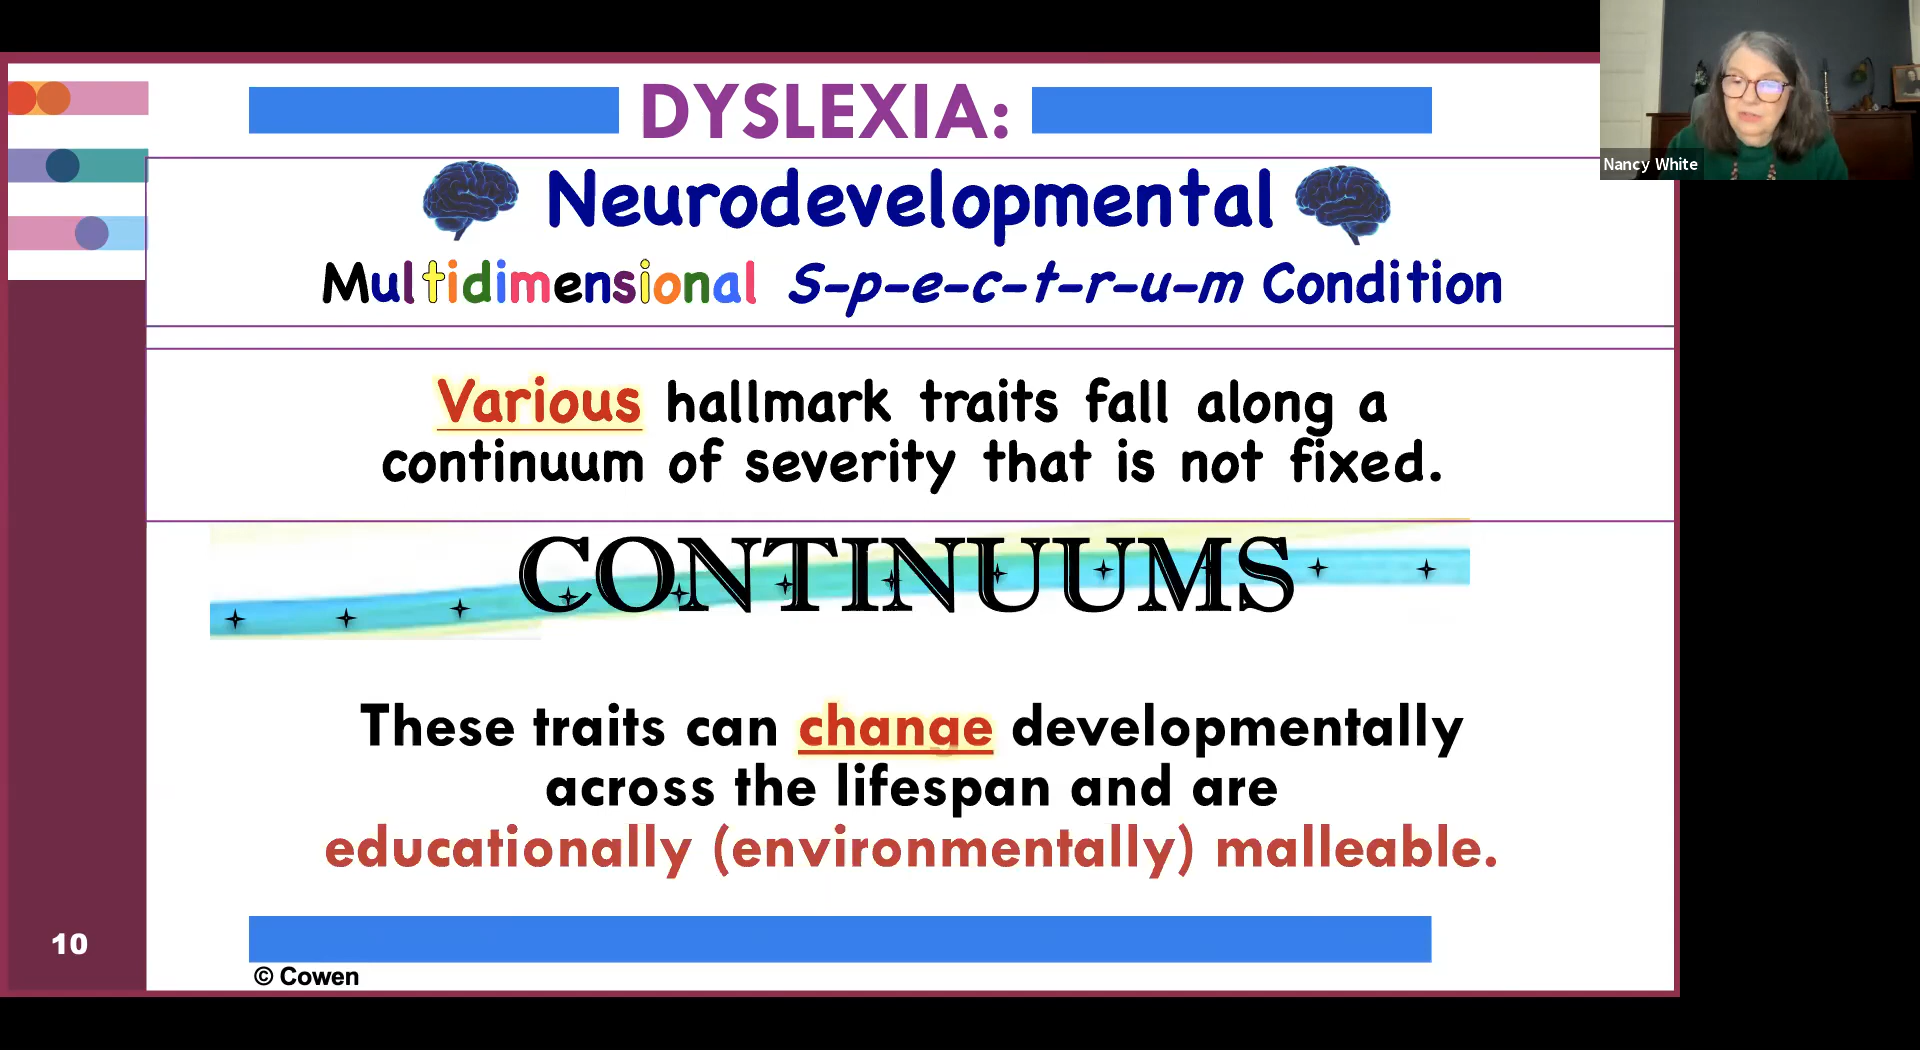 DYSLEXIA:
Nancy White
Neurodevelopmental
Multidimensional S-p-e-c-t-r-u-m Condition
Various hallmark traits fall along a
continuum of severity that is not fixed.
CONTINUUMS
These traits can change developmentally
across the lifespan and are
educationally (environmentally) malleable.
10
© Cowen